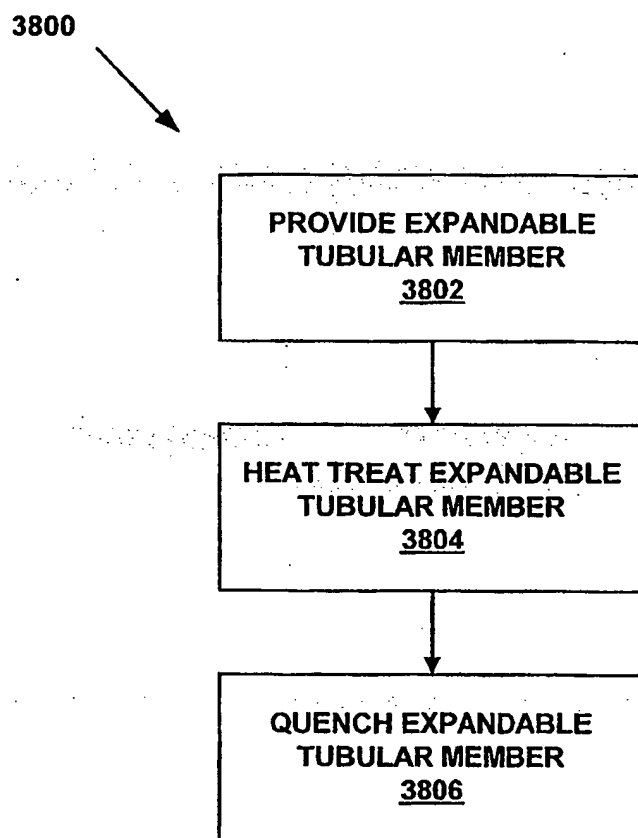 3800
PROVIDE EXPANDABLE
TUBULAR MEMBER
3802
HEAT TREAT EXPANDABLE
TUBULAR MEMBER
3804
QUENCH EXPANDABLE
TUBULAR MEMBER
3806